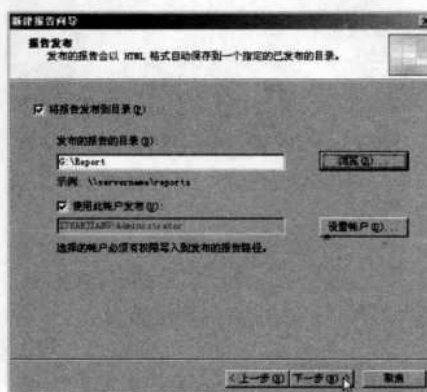 新建报告向导
报告发布
发布的报告会以 HTML 格式自动保存到一个指定的已发布的目录。
将报告发布到目录(P)
发布的报告的目录(D):
G:\Report
浏览(O)...
示例: \\servername\reports
使用此帐户发布(U):
\Administrator
设置帐户(T)...
选择的帐户必须有权限写入到发布的报告路径。
<上一步(B)
下一步(N)>
取消